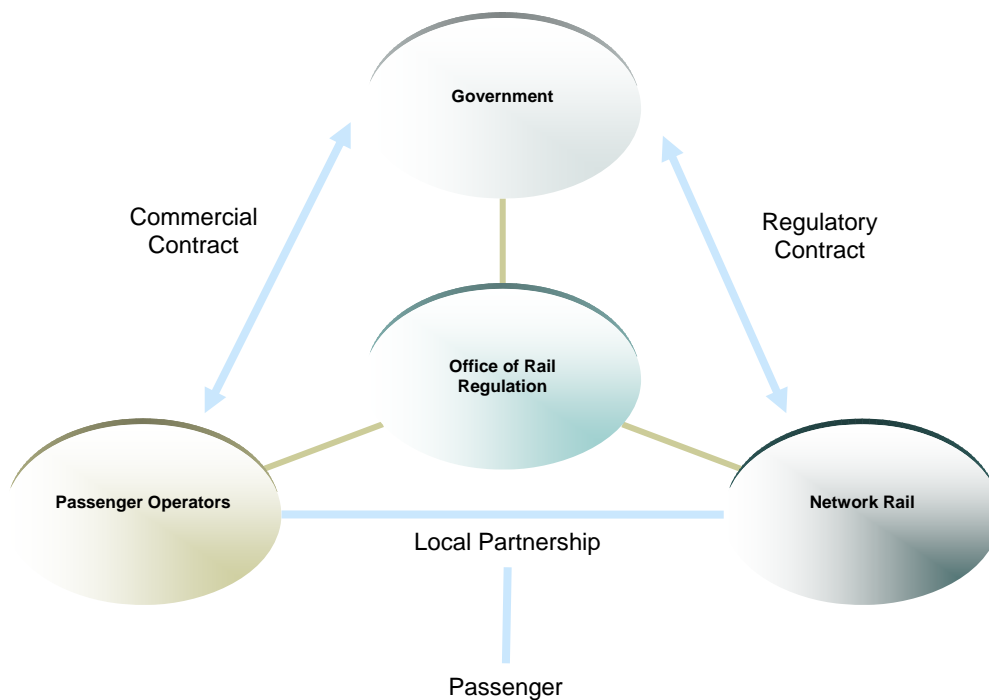 Government
Commercial
Contract
Regulatory
Contract
Office of Rail
Regulation
Passenger Operators
Network Rail
Local Partnership
Passenger